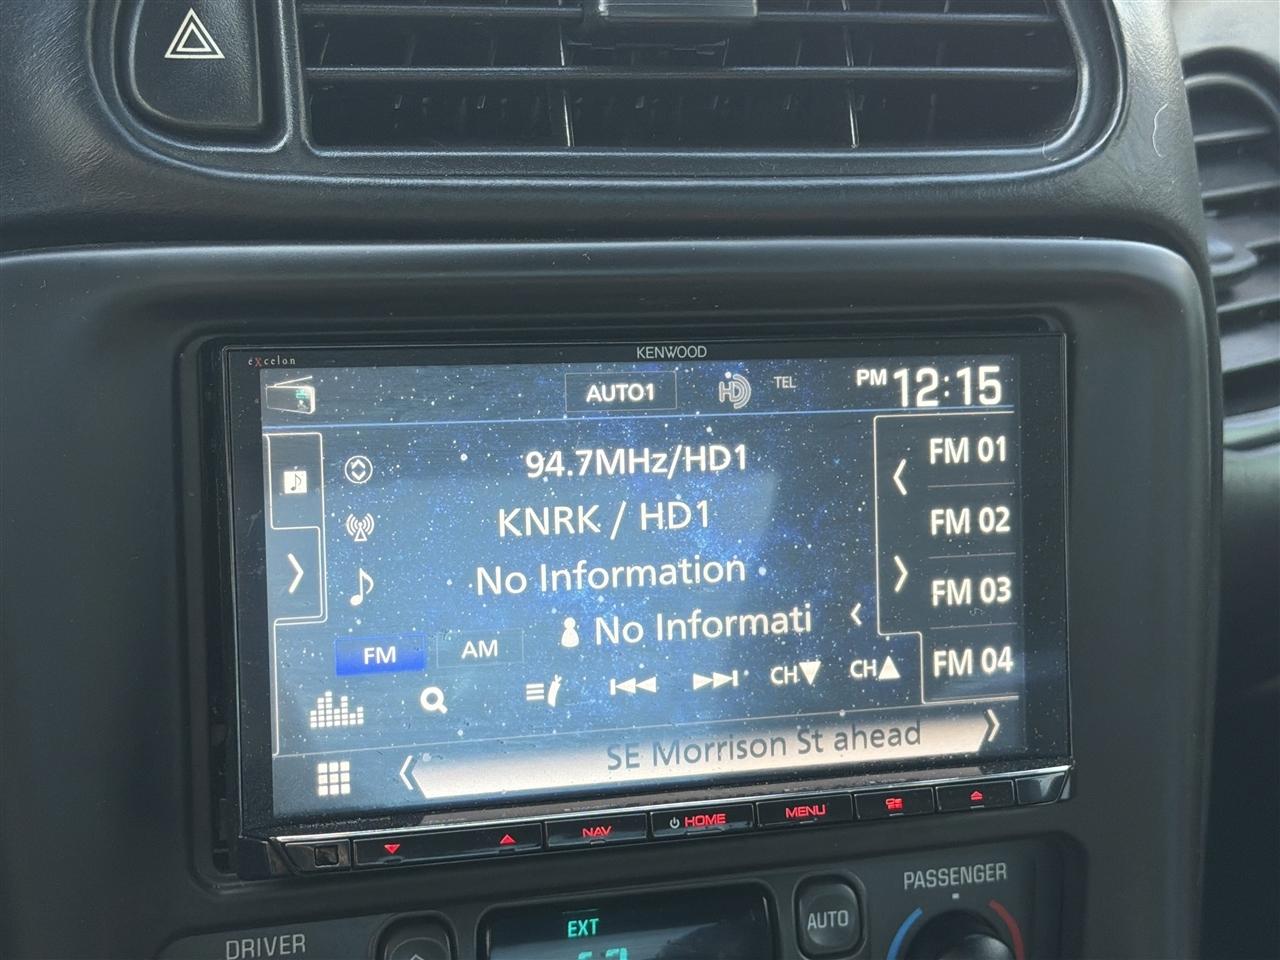 KENWOOD
eXcelon
AUTO1
HD
TEL
PM 12:15
94.7MHz/HD1
KNRK / HD1
No Information
No Informati
FM
AM
CH
CH
FM 01
FM 02
FM 03
FM 04
SE Morrison St ahead
NAV
HOME
MENU
DRIVER
EXT
AUTO
PASSENGER